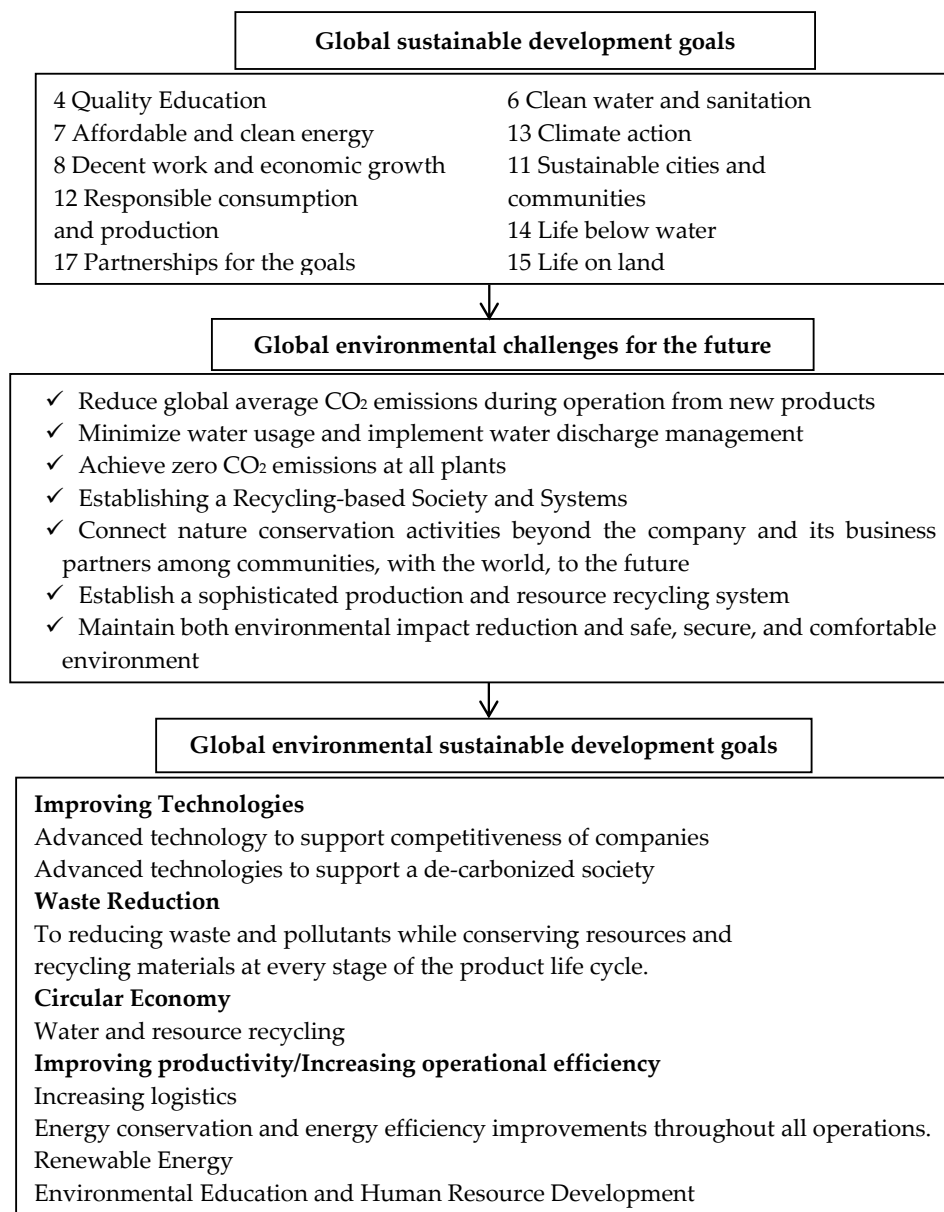 Global sustainable development goals
4 Quality Education
7 Affordable and clean energy
8 Decent work and economic growth
12 Responsible consumption
and production
17 Partnerships for the goals
6 Clean water and sanitation
13 Climate action
11 Sustainable cities and
communities
14 Life below water
15 Life on land
Global environmental challenges for the future
✓ Reduce global average CO₂ emissions during operation from new products
✓ Minimize water usage and implement water discharge management
✓ Achieve zero CO₂ emissions at all plants
✓ Establishing a Recycling-based Society and Systems
✓ Connect nature conservation activities beyond the company and its business
partners among communities, with the world, to the future
✓ Establish a sophisticated production and resource recycling system
✓ Maintain both environmental impact reduction and safe, secure, and comfortable
environment
Global environmental sustainable development goals
Improving Technologies
Advanced technology to support competitiveness of companies
Advanced technologies to support a de-carbonized society
Waste Reduction
To reducing waste and pollutants while conserving resources and
recycling materials at every stage of the product life cycle.
Circular Economy
Water and resource recycling
Improving productivity/Increasing operational efficiency
Increasing logistics
Energy conservation and energy efficiency improvements throughout all operations.
Renewable Energy
Environmental Education and Human Resource Development